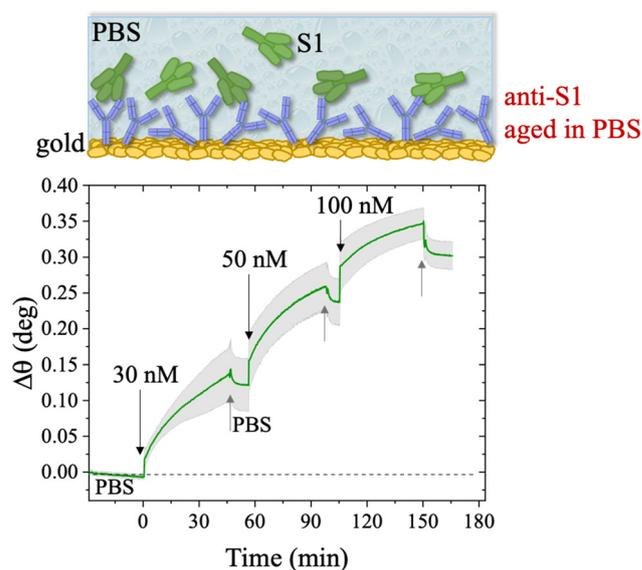 PBS
S1
anti-S1
aged in PBS
gold
0.40
0.35
0.30
0.25
0.20
0.15
0.10
0.05
0.00
Δθ (deg)
100 nM
50 nM
30 nM
PBS
PBS
0 30 60 90 120 150 180
Time (min)